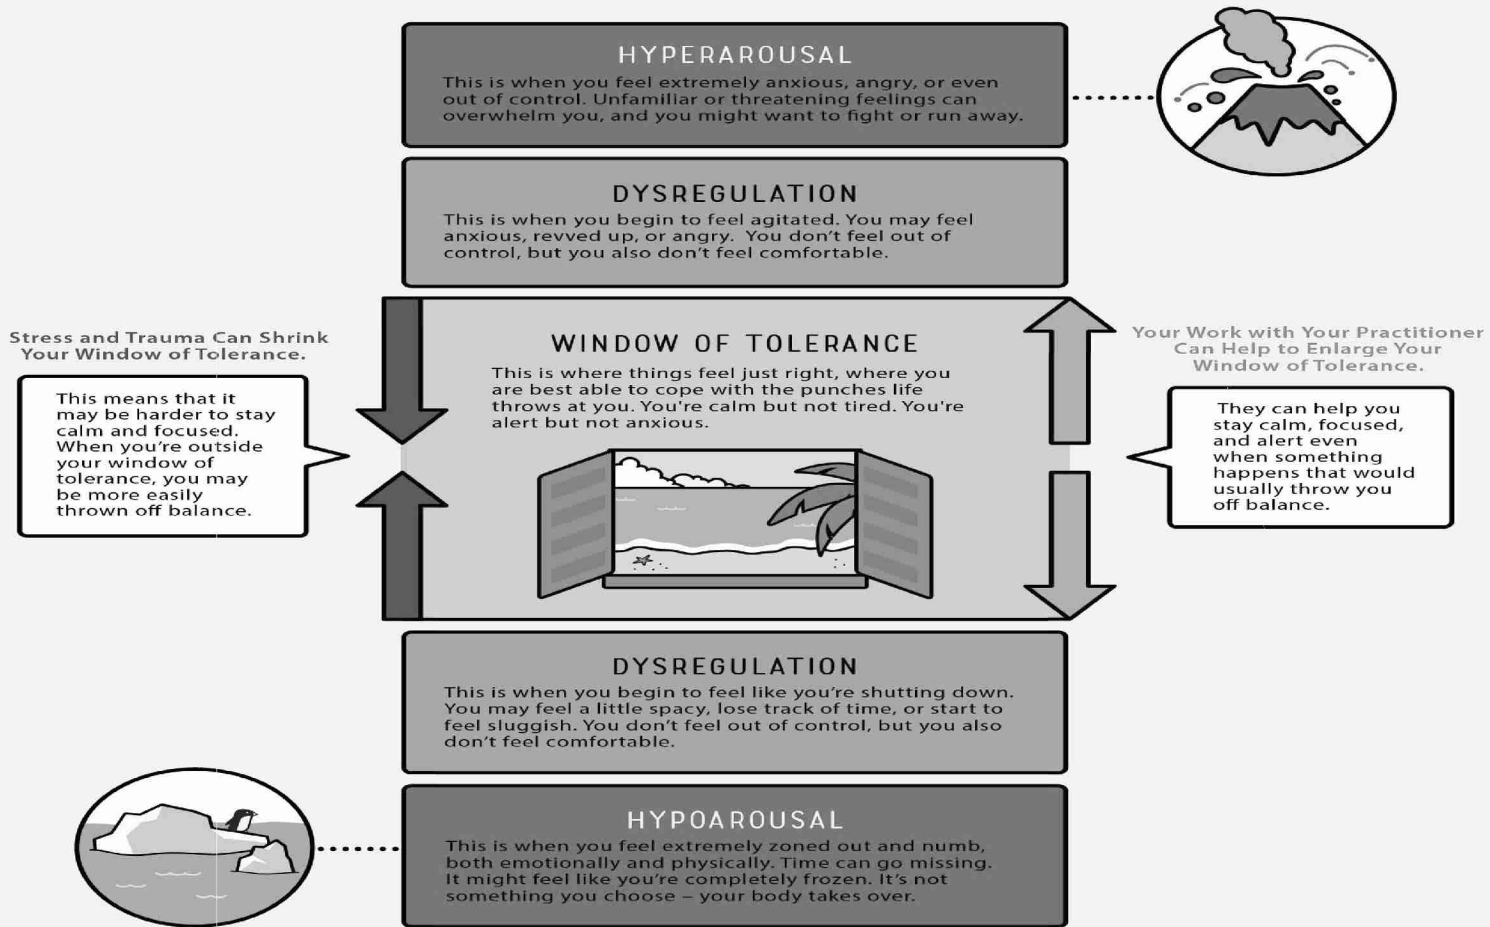 HYPERAROUSAL
This is when you feel extremely anxious, angry, or even
out of control. Unfamiliar or threatening feelings can
overwhelm you, and you might want to fight or run away.
DYSREGULATION
This is when you begin to feel agitated. You may feel
anxious, revved up, or angry. You don't feel out of
control, but you also don't feel comfortable.
Stress and Trauma Can Shrink
Your Window of Tolerance.
This means that it
may be harder to stay
calm and focused.
When you're outside
your window of
tolerance, you may
be more easily
thrown off balance.
WINDOW OF TOLERANCE
This is where things feel just right, where you
are best able to cope with the punches life
throws at you. You're calm but not tired. You're
alert but not anxious.
Your Work with Your Practitioner
Can Help to Enlarge Your
Window of Tolerance.
They can help you
stay calm, focused,
and alert even
when something
happens that would
usually throw you
off balance.
DYSREGULATION
This is when you begin to feel like you're shutting down.
You may feel a little spacy, lose track of time, or start to
feel sluggish. You don't feel out of control, but you also
don't feel comfortable.
HYPOAROUSAL
This is when you feel extremely zoned out and numb,
both emotionally and physically. Time can go missing.
It might feel like you're completely frozen. It's not
something you choose – your body takes over.